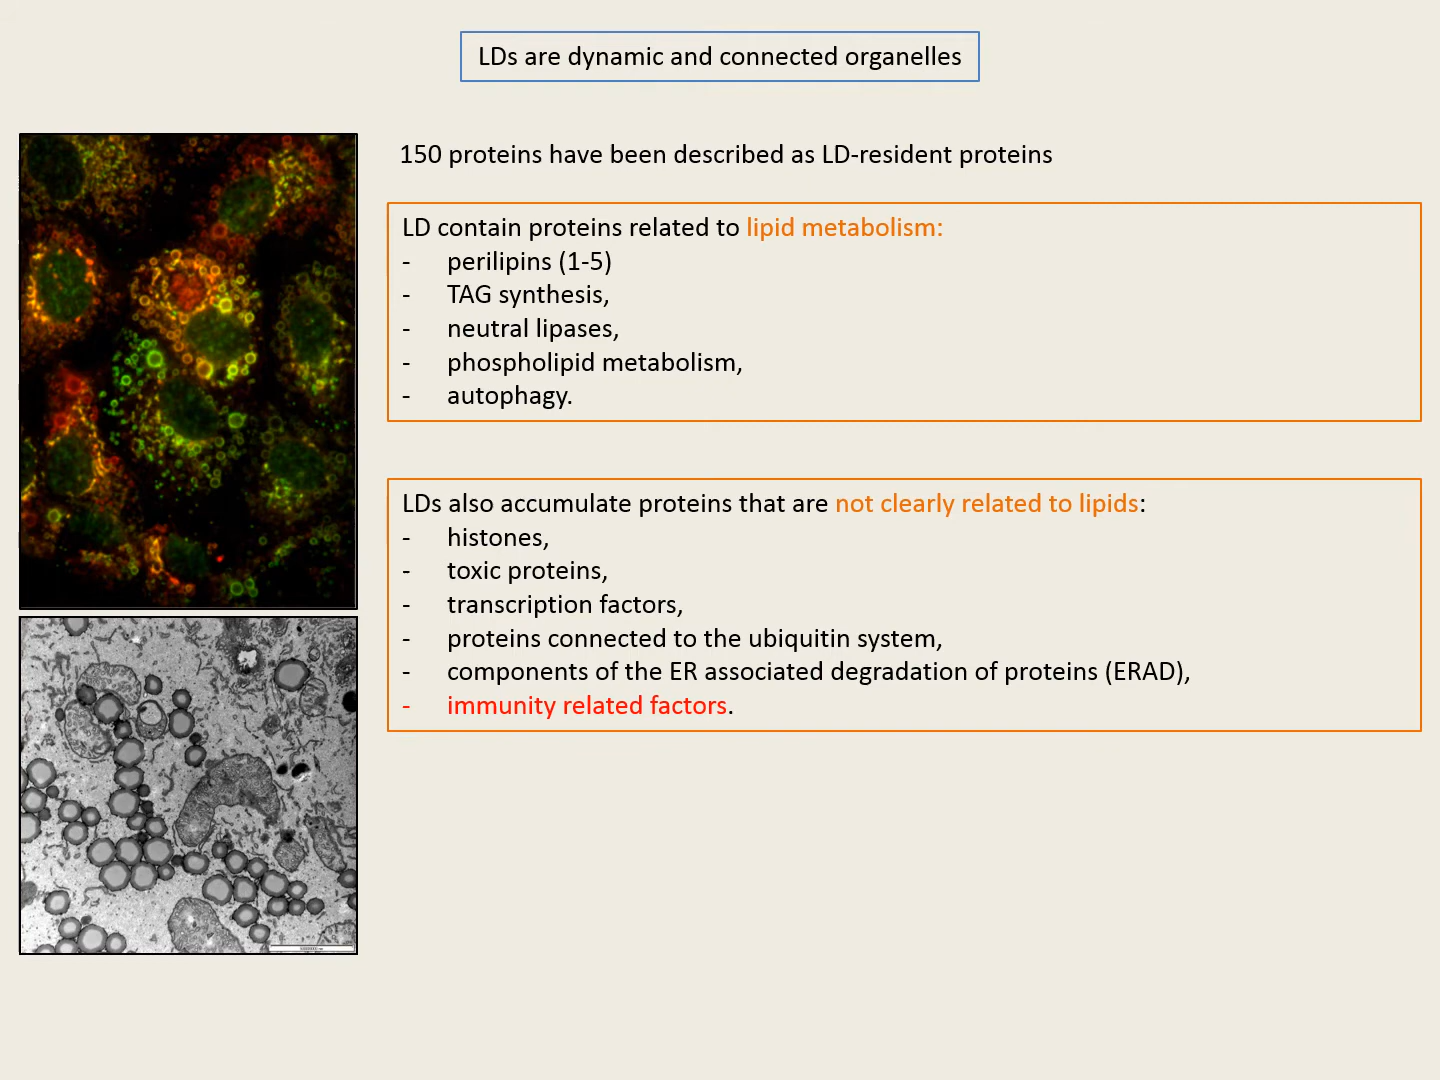 LDs are dynamic and connected organelles
150 proteins have been described as LD-resident proteins
LD contain proteins related to lipid metabolism:
- perilipins (1-5)
- TAG synthesis,
- neutral lipases,
- phospholipid metabolism,
- autophagy.
LDs also accumulate proteins that are not clearly related to lipids:
- histones,
- toxic proteins,
- transcription factors,
- proteins connected to the ubiquitin system,
- components of the ER associated degradation of proteins (ERAD),
- immunity related factors.